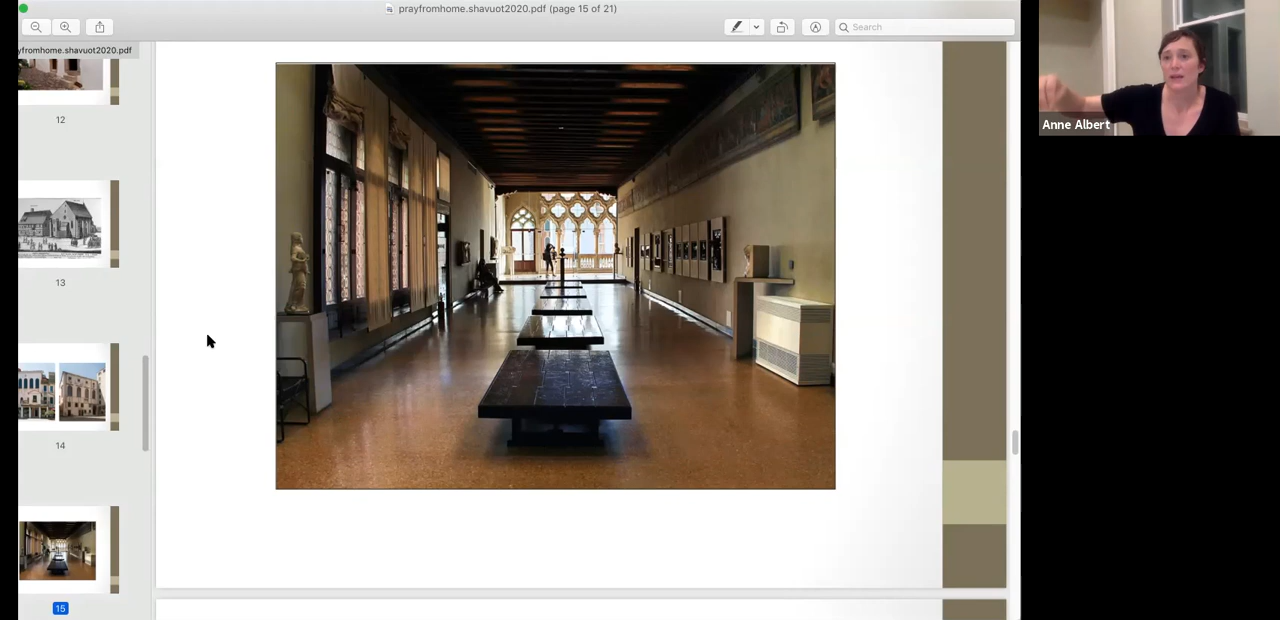 prayfromhome.shavuot2020.pdf (page 15 of 21)
Search
yfromhome.shavuot2020.pdf
12
13
14
15
Anne Albert